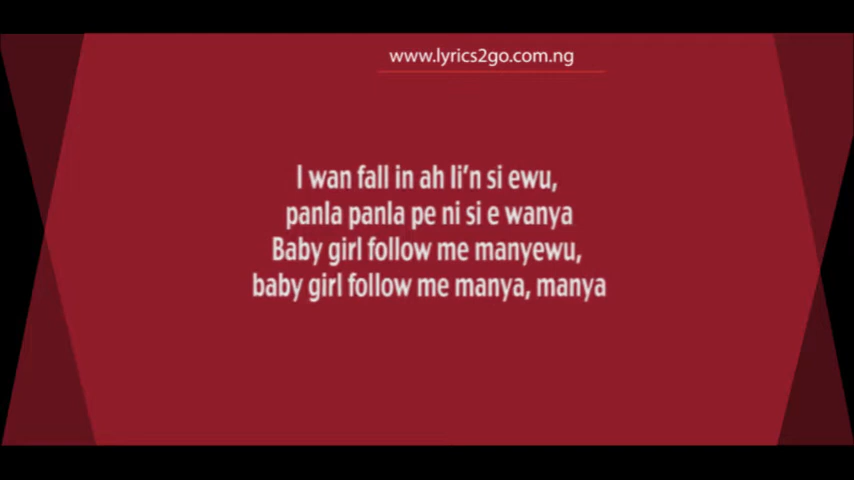 www.lyrics2go.com.ng
I wan fall in ah li'n si ewu,
panla panla pe ni si e wanya
Baby girl follow me manyewu,
baby girl follow me manya, manya